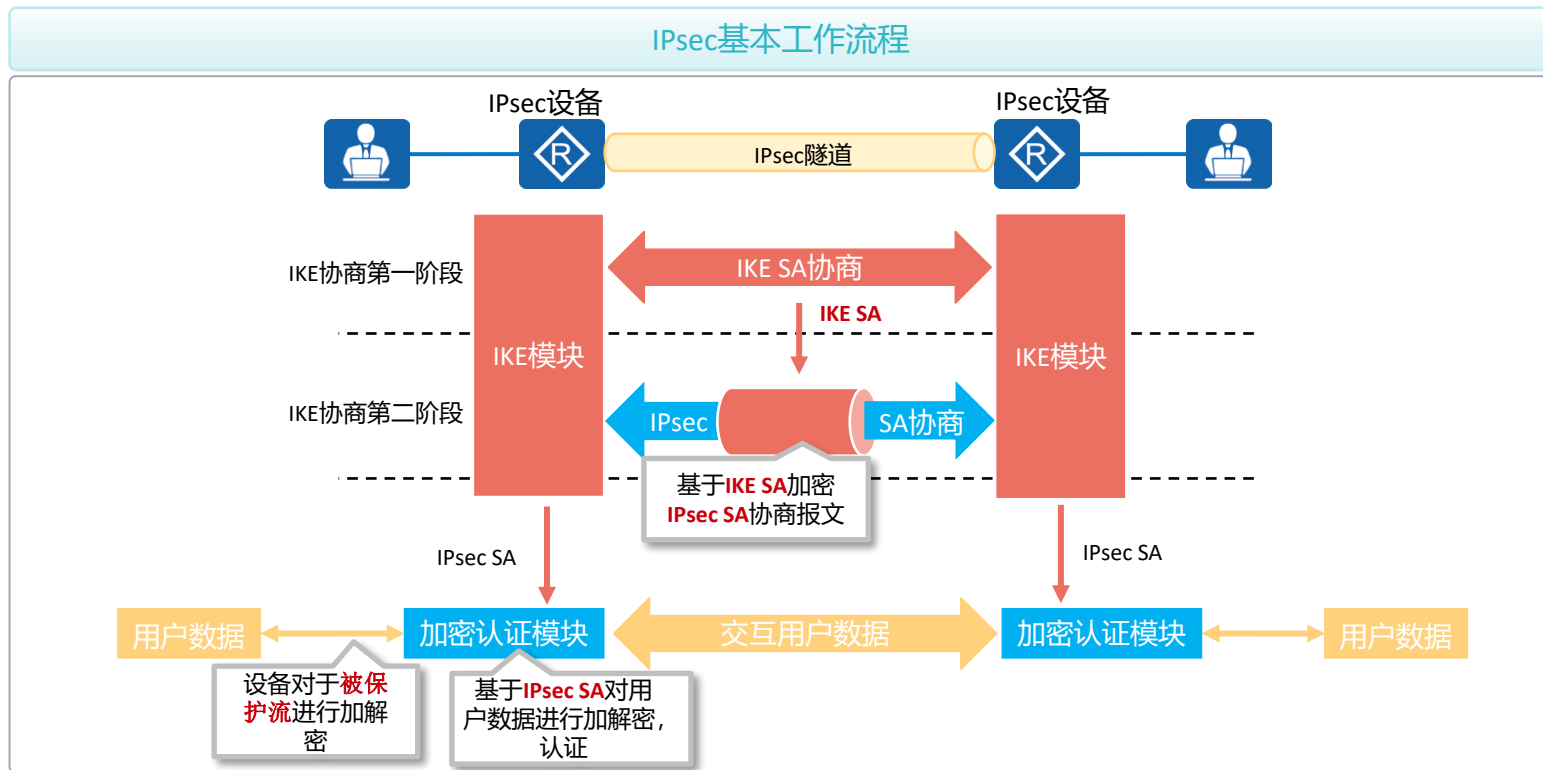 IPsec基本工作流程
IPsec设备
IPsec设备
R
IPsec隧道
R
IKE协商第一阶段
IKE SA协商
IKE SA
IKE模块
IKE模块
IKE协商第二阶段
IPsec
SA协商
基于IKE SA加密
IPsec SA协商报文
IPsec SA
IPsec SA
用户数据
加密认证模块
交互用户数据
加密认证模块
用户数据
设备对于被保
护流进行加解
密
基于IPsec SA对用
户数据进行加解密，
认证